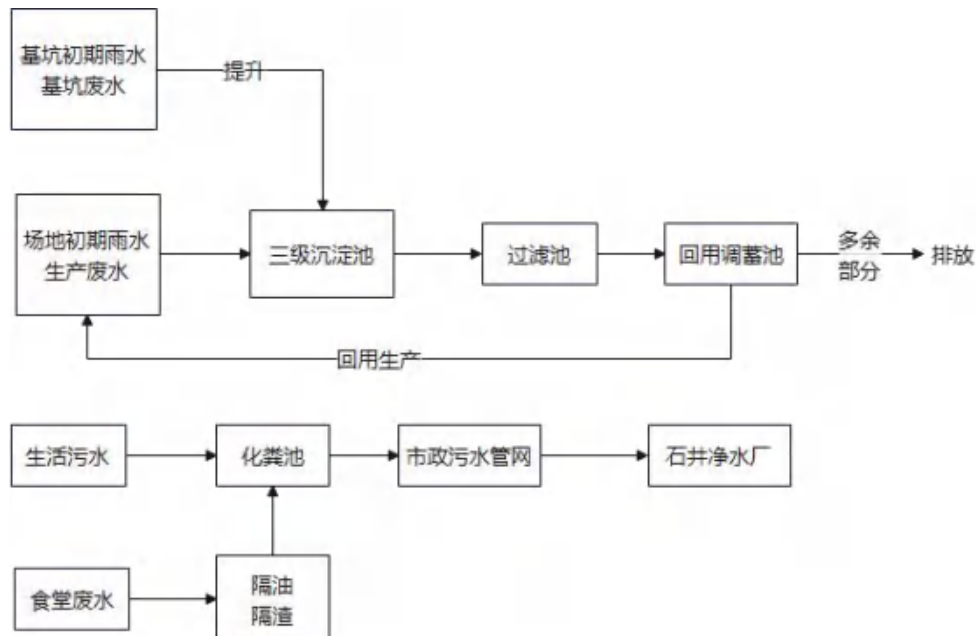 基坑初期雨水
基坑废水
提升
场地初期雨水
生产废水
三级沉淀池
过滤池
回用调蓄池
多余
部分
排放
回用生产
生活污水
化粪池
市政污水管网
石井净水厂
食堂废水
隔油
隔渣